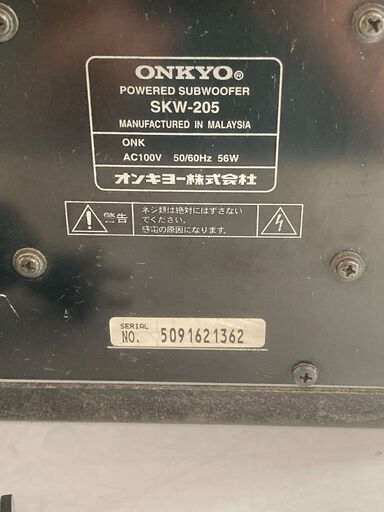 ONKYO®
POWERED SUBWOOFER
SKW-205
MANUFACTURED IN MALAYSIA
ONK
AC100V 50/60Hz 56W
オンキヨー株式会社
警告
ネジ類は絶対にはずさない
でください。
感電の原因になります。
SERIAL
NO. 5091621362